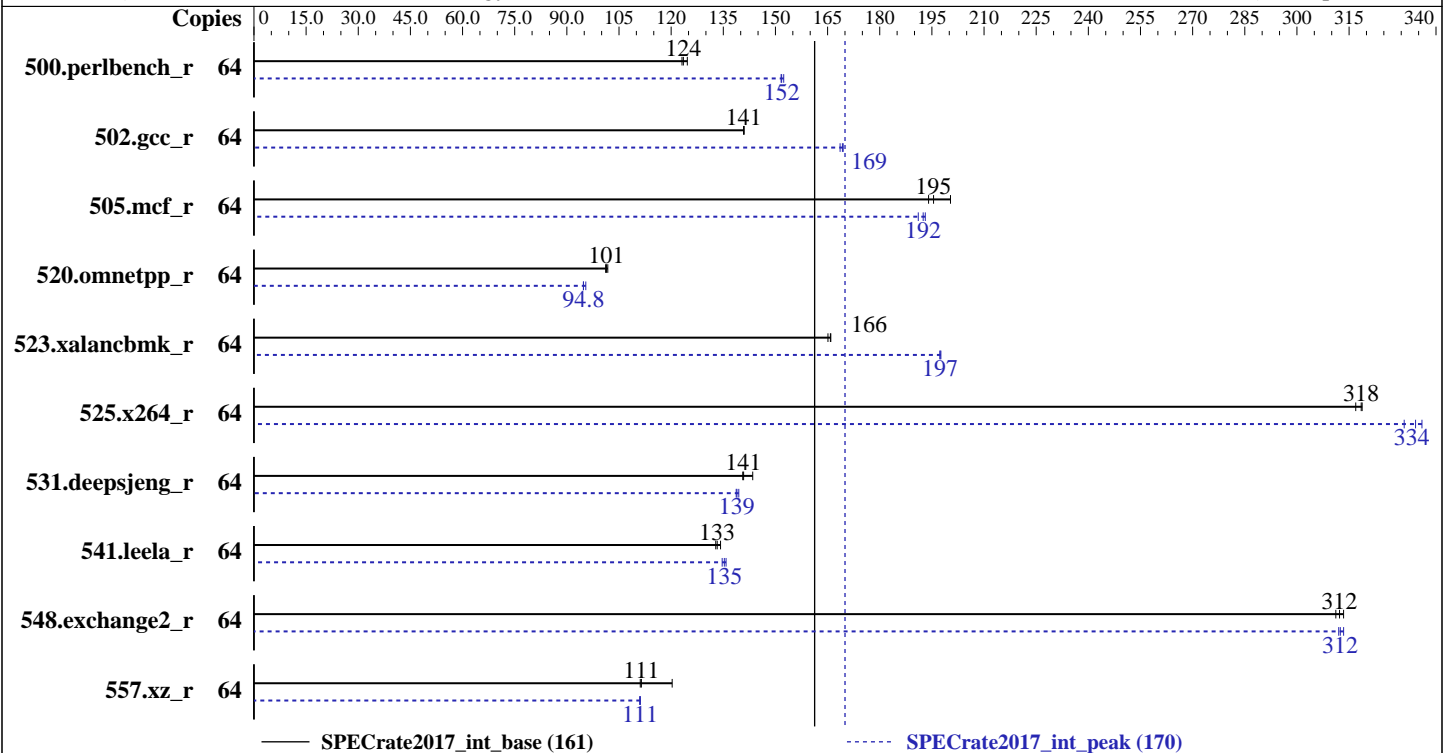 Copies 0 15.0 30.0 45.0 60.0 75.0 90.0 105 120 150 165 180 195 210 225 240 255 270 285 300 315 340
500.perlbench_r 64 124
152
502.gcc_r 64 141
169
505.mcf_r 64 195
192
520.omnetpp_r 64 101
94.8
523.xalancbmk_r 64 166
197
525.x264_r 64 318
334
531.deepsjeng_r 64 141
139
541.leela_r 64 133
135
548.exchange2_r 64 312
312
557.xz_r 64 111
111
SPECrate2017_int_base (161) SPECrate2017_int_peak (170)